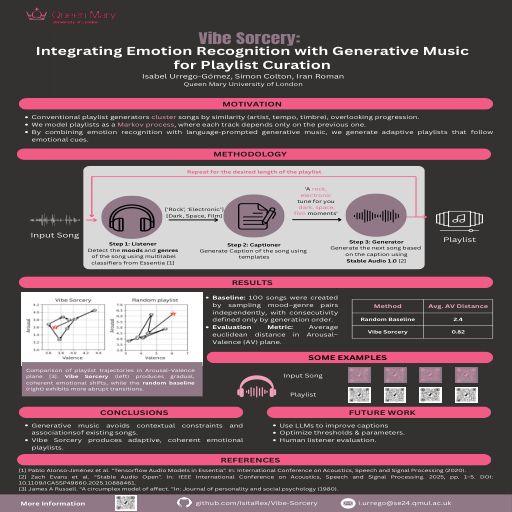 Queen Mary
University of London
Vibe Sorcery:
Integrating Emotion Recognition with Generative Music
for Playlist Curation
Isabel Urrego-Gómez, Simon Colton, Iran Roman
Queen Mary University of London
MOTIVATION
• Conventional playlist generators cluster songs by similarity (artist, tempo, timbre), overlooking progression.
• We model playlists as a Markov process, where each track depends only on the previous one.
• By combining emotion recognition with language-prompted generative music, we generate adaptive playlists that follow
emotional cues.
METHODOLOGY
Repeat for the desired length of the playlist
Input Song
Step 1: Listener
Detect the moods and genres
of the song using multilabel
classifiers from Essentia [1]
['Rock', 'Electronic']
[Dark, Space, Film]
Step 2: Captioner
Generate Caption of the song using
templates
'A rock,
electronic
tune for you
dark, space,
film moments'
Step 3: Generator
Generate the next song based
on the caption using
Stable Audio 1.0 [2]
Playlist
RESULTS
Vibe Sorcery
Arousal
Valence
Random playlist
Arousal
Valence
Comparison of playlist trajectories in Arousal-Valence
plane [3]. Vibe Sorcery (left) produces gradual,
coherent emotional shifts, while the random baseline
(right) exhibits more abrupt transitions.
• Baseline: 100 songs were created
by sampling mood-genre pairs
independently, with consecutivity
defined only by generation order.
• Evaluation Metric: Average
euclidean distance in Arousal-
Valence (AV) plane.
Method Avg. AV Distance
Random Baseline 2.4
Vibe Sorcery 0.82
SOME EXAMPLES
Input Song
Playlist
CONCLUSIONS
• Generative music avoids contextual constraints and
associationsof existing songs.
• Vibe Sorcery produces adaptive, coherent emotional
playlists.
FUTURE WORK
• Use LLMs to improve captions
• Optimize thresholds & parameters.
• Human listener evaluation.
REFERENCES
[1] Pablo Alonso-Jiménez et al. "Tensorflow Audio Models in Essentia". In: International Conference on Acoustics, Speech and Signal Processing (2020).
[2] Zach Evans et al. "Stable Audio Open". In: IEEE International Conference on Acoustics, Speech and Signal Processing 2025, pp. 1-5. DOI:
10.1109/ICASSP49660.2025.10888461.
[3] James A Russell. "A circumplex model of affect." In: Journal of personality and social psychology (1980).
More Information
github.com/IsitaRex/Vibe-Sorcery
i.urrego@se24.qmul.ac.uk